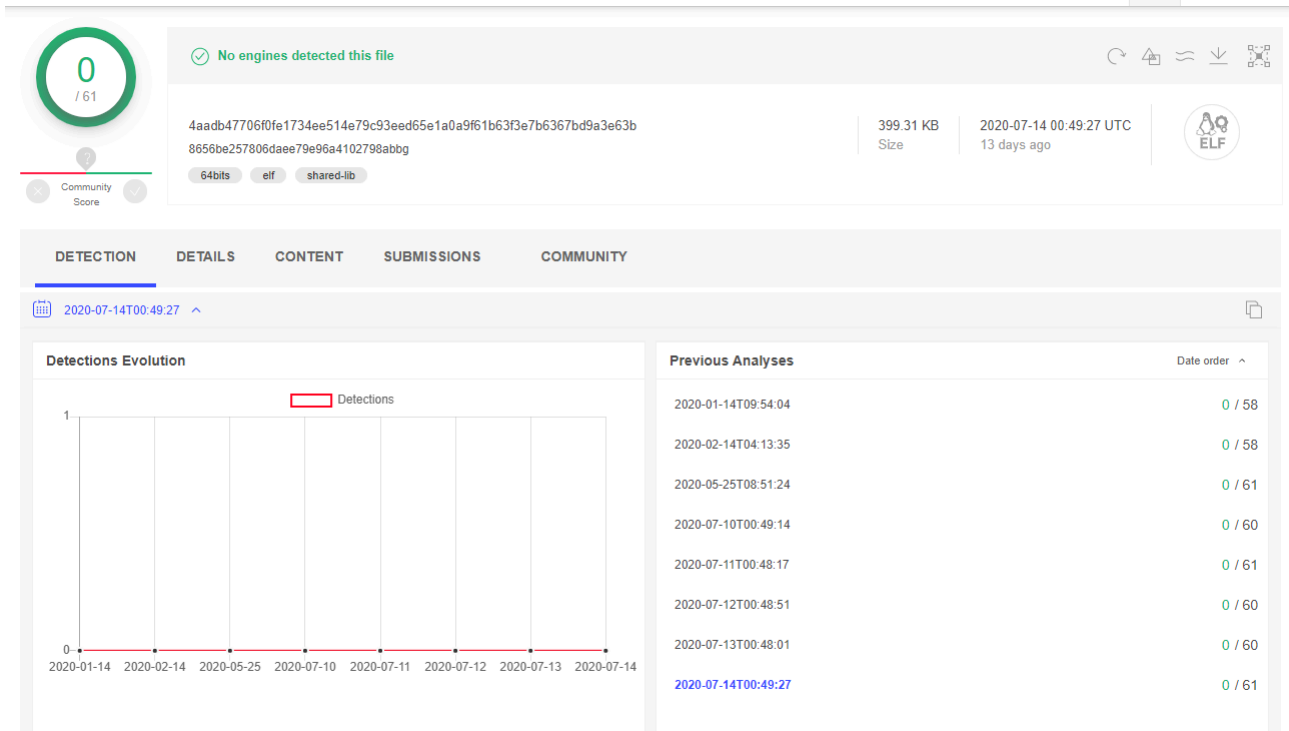 0
/ 61
?
Community
Score
No engines detected this file
4aadb47706f0fe1734ee514e79c93eed65e1a0a9f61b63f3e7b6367bd9a3e63b
8656be257806daee79e96a4102798abbg
64bits elf shared-lib
399.31 KB
Size
2020-07-14 00:49:27 UTC
13 days ago
ELF
DETECTION DETAILS CONTENT SUBMISSIONS COMMUNITY
2020-07-14T00:49:27
Detections Evolution
Detections
1
0
2020-01-14 2020-02-14 2020-05-25 2020-07-10 2020-07-11 2020-07-12 2020-07-13 2020-07-14
Previous Analyses Date order
2020-01-14T09:54:04 0 / 58
2020-02-14T04:13:35 0 / 58
2020-05-25T08:51:24 0 / 61
2020-07-10T00:49:14 0 / 60
2020-07-11T00:48:17 0 / 61
2020-07-12T00:48:51 0 / 60
2020-07-13T00:48:01 0 / 60
2020-07-14T00:49:27 0 / 61